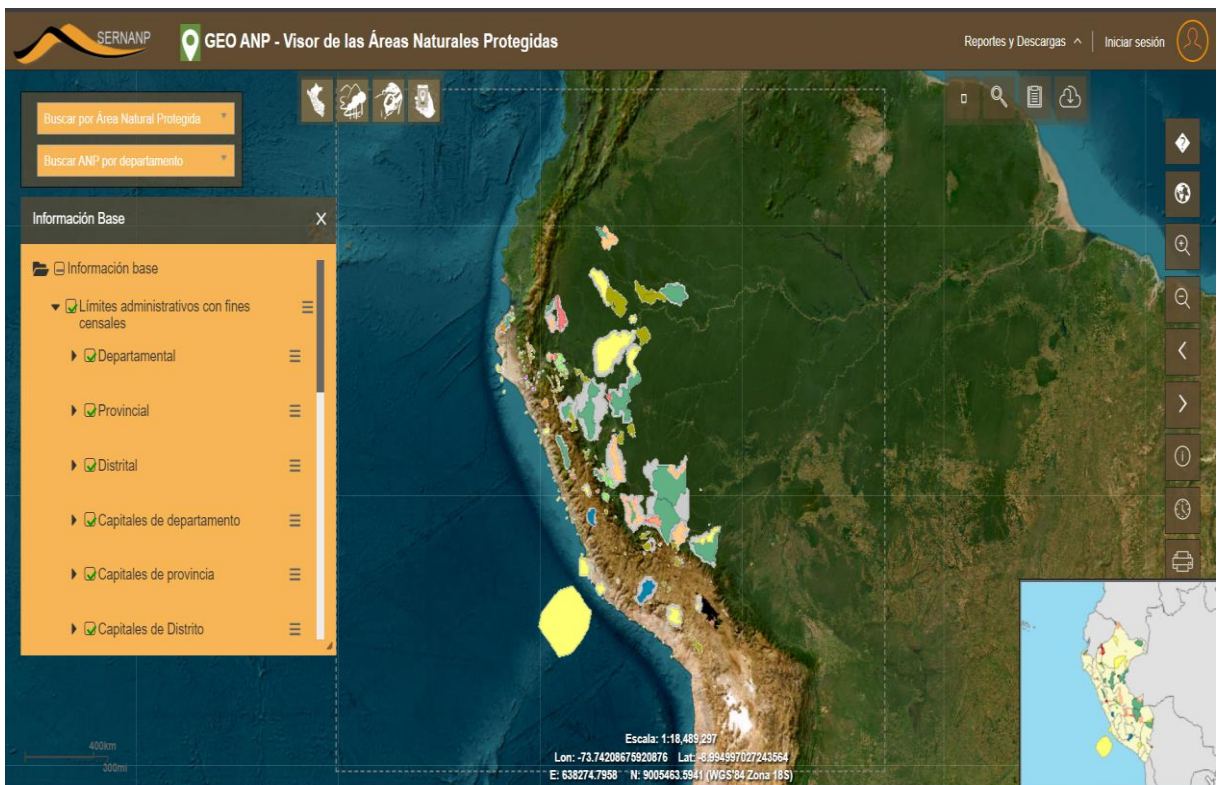 SERNANP
GEO ANP - Visor de las Áreas Naturales Protegidas
Reportes y Descargas
Iniciar sesión
Buscar por Área Natural Protegida
Buscar ANP por departamento
Información Base
X
Información base
Límites administrativos con fines
censales
Departamental
Provincial
Distrital
Capitales de departamento
Capitales de provincia
Capitales de Distrito
400km
300mi
Escala: 1:18,489,297
Lon: -73.74208675920876 Lat: -8.994997027243564
E: 638274.7958 N: 9005463.5941 (WGS'84 Zona 18S)